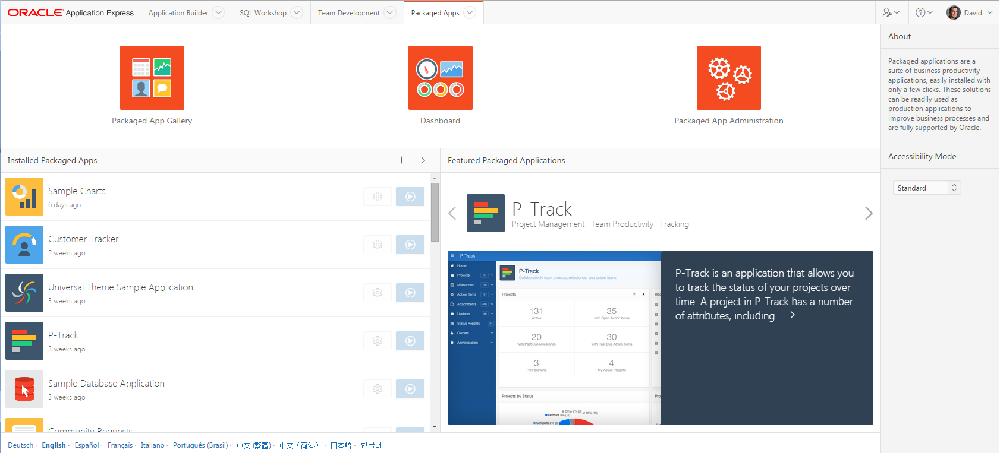 ORACLE Application Express
Application Builder
SQL Workshop
Team Development
Packaged Apps
David
Packaged App Gallery
Dashboard
Packaged App Administration
About
Packaged applications are a
suite of business productivity
applications, easily installed with
only a few clicks. These solutions
can be readily used as
production applications to
improve business processes and
are fully supported by Oracle.
Accessibility Mode
Standard
Installed Packaged Apps
Sample Charts
6 days ago
Customer Tracker
2 weeks ago
Universal Theme Sample Application
3 weeks ago
P-Track
3 weeks ago
Sample Database Application
3 weeks ago
Community Requests
Featured Packaged Applications
P-Track
Project Management · Team Productivity · Tracking
P-Track
Home
Projects 131
Milestones 194
Action Items 181
Attachments 498
Updates 4K
Status Reports 24
Owners
Administration
P-Track
Collaboratively track projects, milestones, and action items.
Projects
131
Active
35
with Open Action Items
20
with Past Due Milestones
30
with Past Due Action Items
3
I'm Following
4
My Active Projects
Projects by Status
Other 2% (3)
10% (13)
Dormant
Complete 2% (3)
P-Track is an application that allows you
to track the status of your projects over
time. A project in P-Track has a number
of attributes, including ...
Deutsch · English · Español · Français · Italiano · Português (Brasil) · 中文 (繁體) · 中文（简体） · 日本語 · 한국어